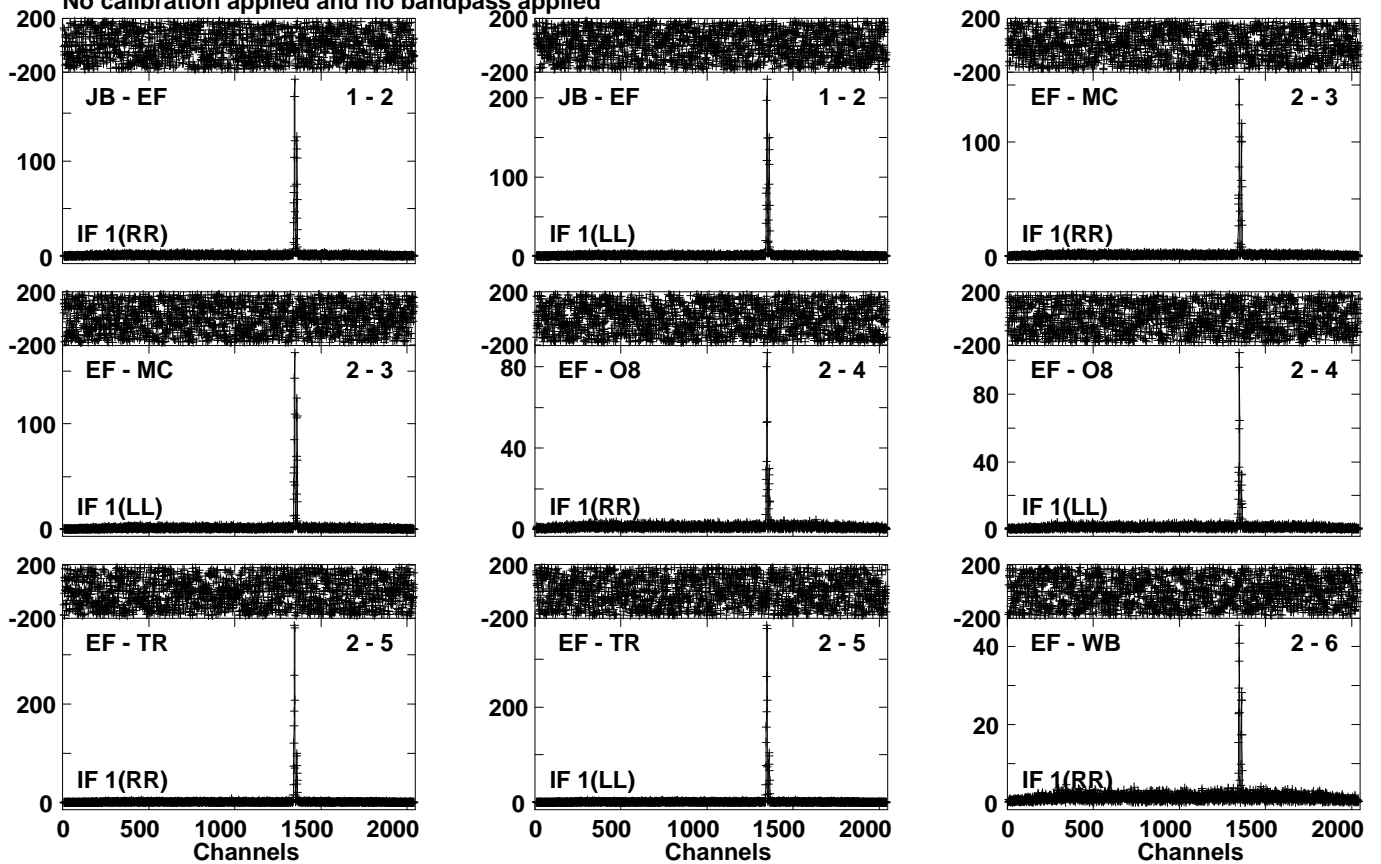 No calibration applied and no bandpass applied
200
-200
JB - EF 1 - 2
100
IF 1(RR)
0
200
-200
JB - EF 1 - 2
200
100
IF 1(LL)
0
200
-200
EF - MC 2 - 3
100
IF 1(RR)
0
200
-200
EF - MC 2 - 3
100
IF 1(LL)
0
200
-200
80
EF - O8 2 - 4
40
IF 1(RR)
0
200
-200
EF - O8 2 - 4
80
40
IF 1(LL)
0
200
-200
EF - TR 2 - 5
200
IF 1(RR)
0
0 500 1000 1500 2000
Channels
200
-200
EF - TR 2 - 5
200
IF 1(LL)
0
0 500 1000 1500 2000
Channels
200
-200
EF - WB 2 - 6
40
20
IF 1(RR)
0
0 500 1000 1500 2000
Channels